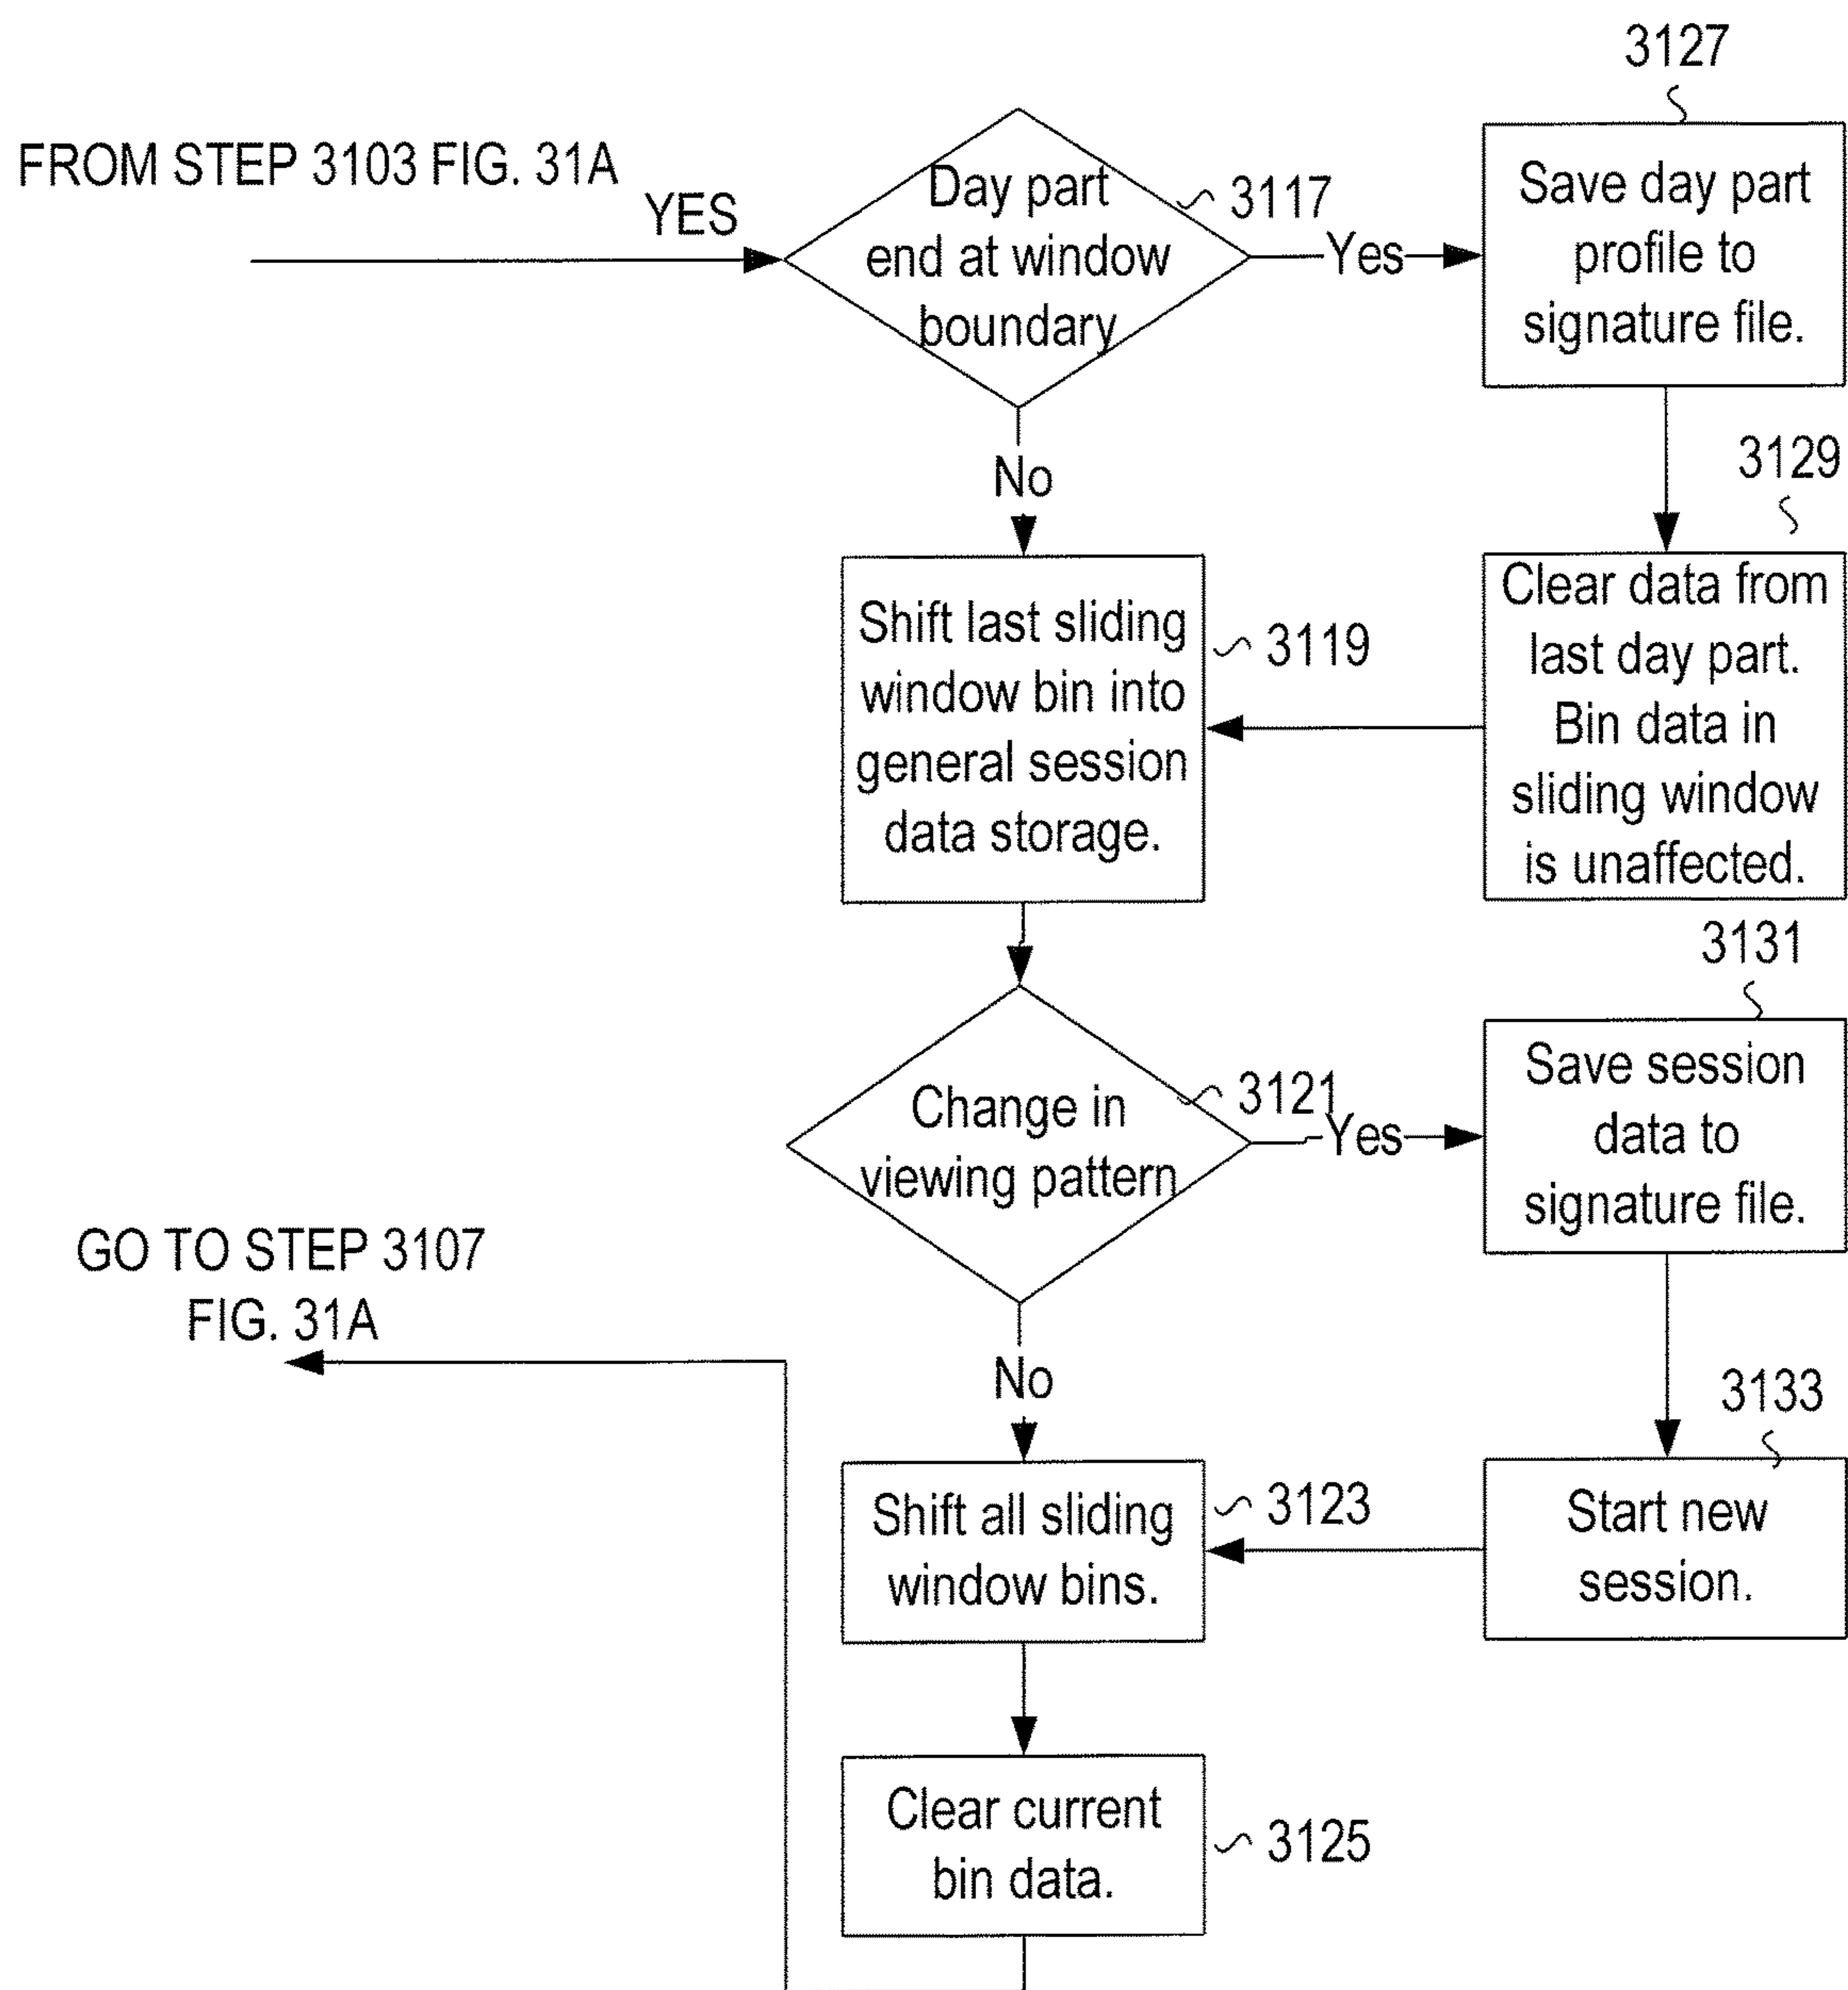 3127
FROM STEP 3103 FIG. 31A
YES
Day part
end at window
boundary
3117
Yes
Save day part
profile to
signature file.
No
3129
Shift last sliding
window bin into
general session
data storage.
3119
Clear data from
last day part.
Bin data in
sliding window
is unaffected.
3131
Change in
viewing pattern
3121
Yes
Save session
data to
signature file.
GO TO STEP 3107
FIG. 31A
No
3133
Shift all sliding
window bins.
3123
Start new
session.
Clear current
bin data.
3125